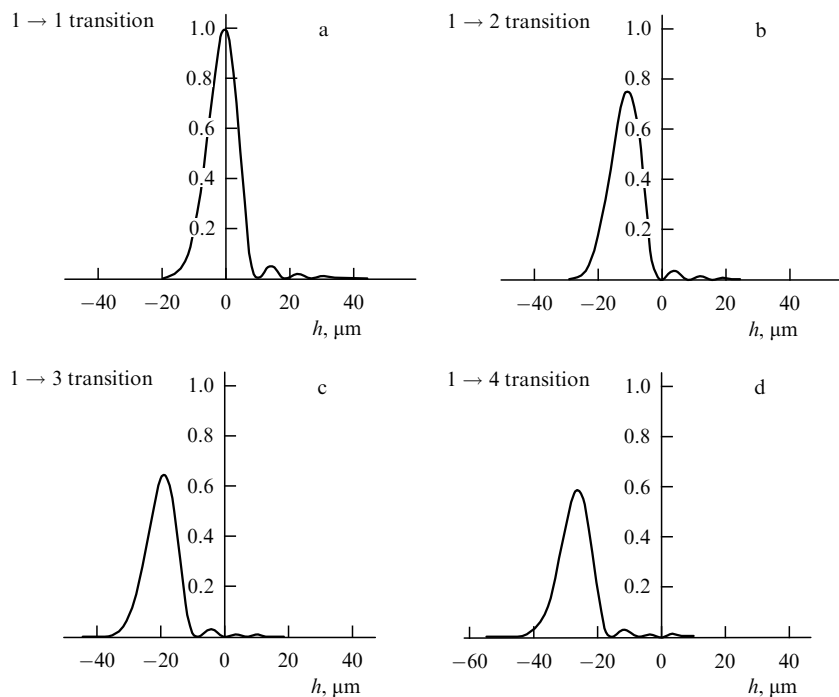 1 → 1 transition
a
1.0
0.8
0.6
0.4
0.2
−40 −20 0 20 40
h, μm
1 → 2 transition
b
1.0
0.8
0.6
0.4
0.2
−40 −20 0 20 40
h, μm
1 → 3 transition
c
1.0
0.8
0.6
0.4
0.2
−40 −20 0 20 40
h, μm
1 → 4 transition
d
1.0
0.8
0.6
0.4
0.2
−60 −40 −20 0 20 40
h, μm